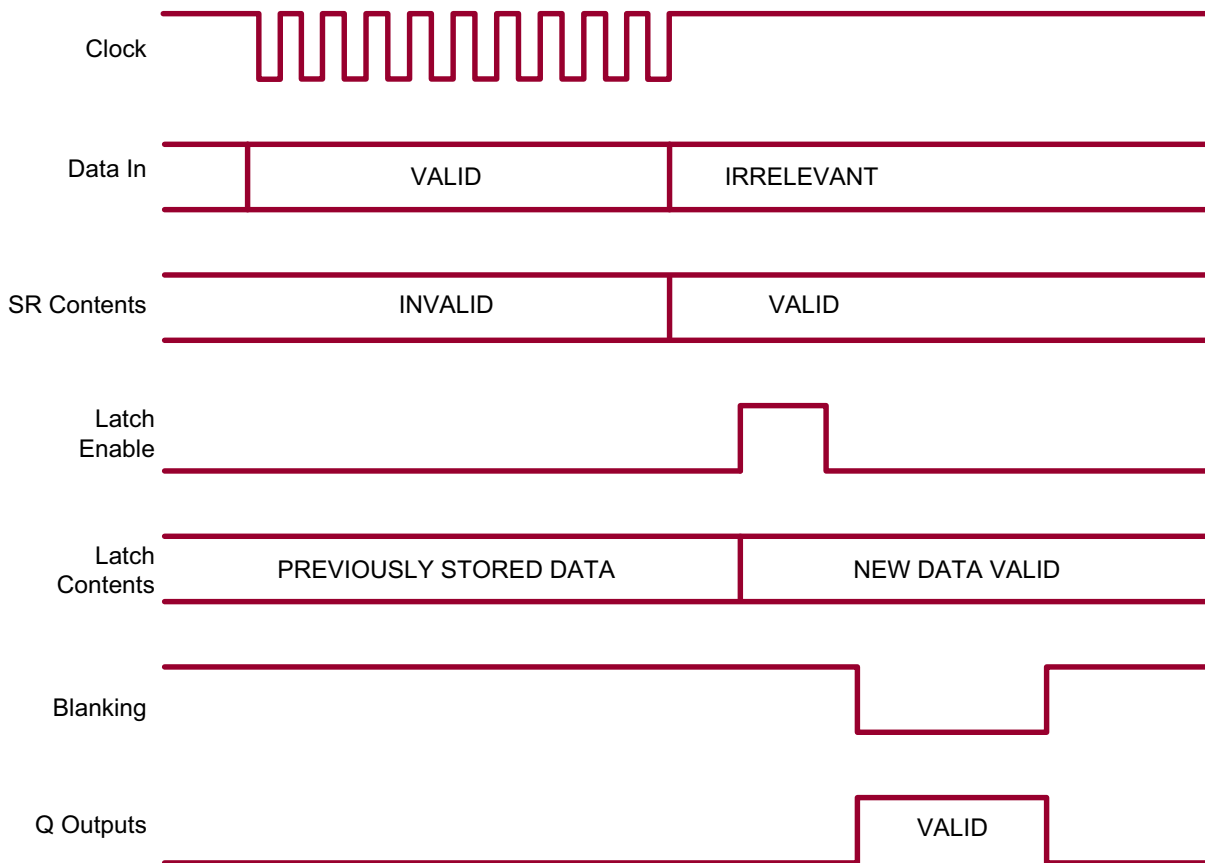 Clock
Data In
VALID
IRRELEVANT
SR Contents
INVALID
VALID
Latch
Enable
Latch
Contents
PREVIOUSLY STORED DATA
NEW DATA VALID
Blanking
Q Outputs
VALID